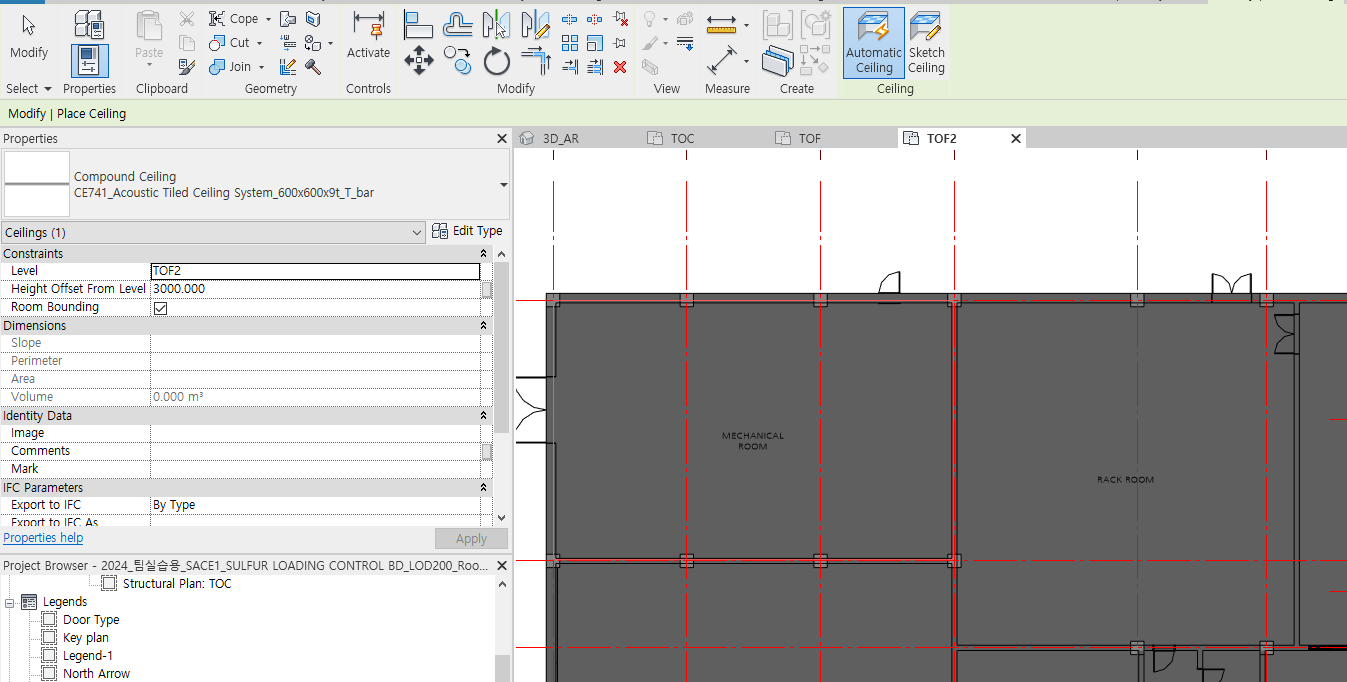 Modify
Paste
Cope
Cut
Join
Activate
Automatic
Ceiling
Sketch
Ceiling
Select
Properties
Clipboard
Geometry
Controls
Modify
View
Measure
Create
Ceiling
Modify | Place Ceiling
Properties
3D_AR
TOC
TOF
TOF2
Compound Ceiling
CE741_Acoustic Tiled Ceiling System_600x600x9t_T_bar
Ceilings (1)
Edit Type
Constraints
Level TOF2
Height Offset From Level 3000.000
Room Bounding
Dimensions
Slope
Perimeter
Area
Volume 0.000 m³
Identity Data
Image
Comments
Mark
IFC Parameters
Export to IFC By Type
Export to IFC As
Properties help
Apply
MECHANICAL
ROOM
RACK ROOM
Project Browser - 2024_팀실습용_SACE1_SULFUR LOADING CONTROL BD_LOD200_Roo...
Structural Plan: TOC
Legends
Door Type
Key plan
Legend-1
North Arrow